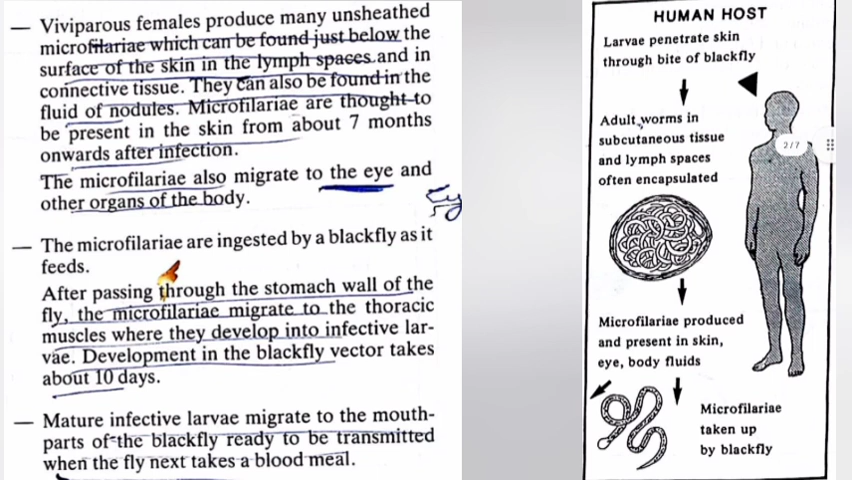 — Viviparous females produce many unsheathed
microfilariae which can be found just below the
surface of the skin in the lymph spaces and in
connective tissue. They can also be found in the
fluid of nodules. Microfilariae are thought to
be present in the skin from about 7 months
onwards after infection.
The microfilariae also migrate to the eye and
other organs of the body.
— The microfilariae are ingested by a blackfly as it
feeds.
After passing through the stomach wall of the
fly, the microfilariae migrate to the thoracic
muscles where they develop into infective lar-
vae. Development in the blackfly vector takes
about 10 days.
— Mature infective larvae migrate to the mouth-
parts of the blackfly ready to be transmitted
when the fly next takes a blood meal.
HUMAN HOST
Larvae penetrate skin
through bite of blackfly
Adult worms in
subcutaneous tissue
and lymph spaces
often encapsulated
2/7
Microfilariae produced
and present in skin,
eye, body fluids
Microfilariae
taken up
by blackfly